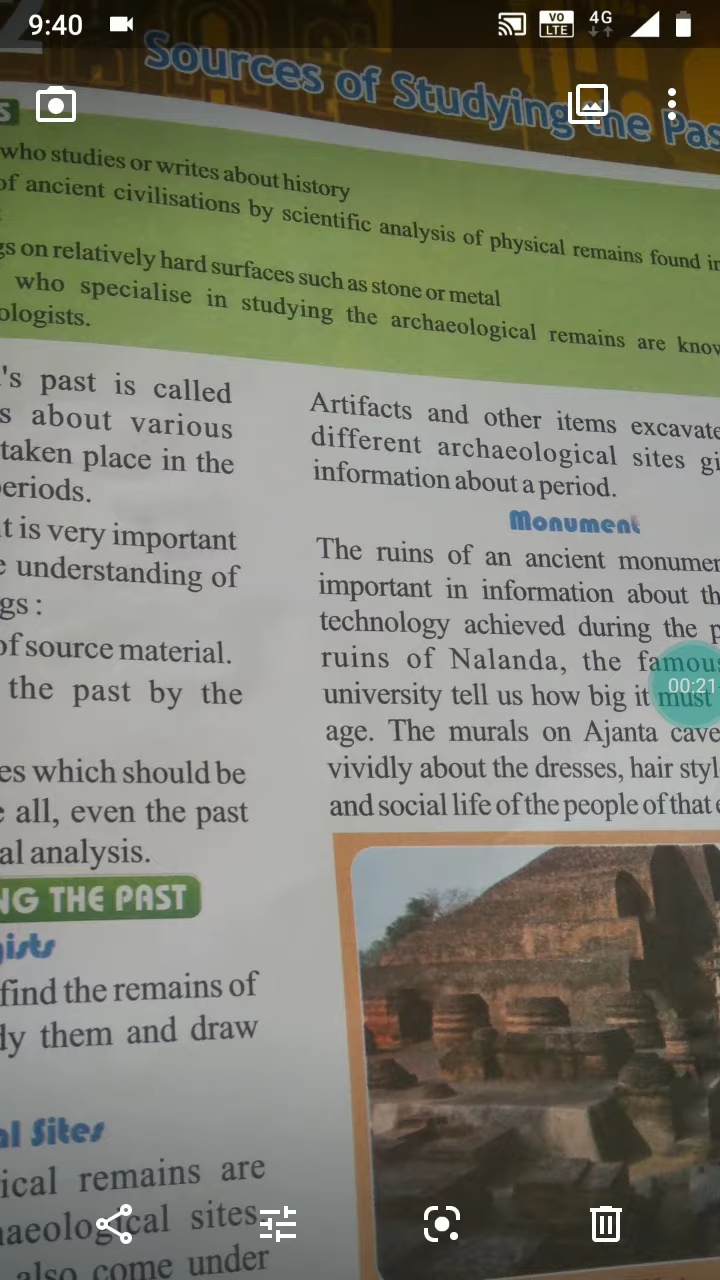 9:40
VO LTE
4G
Sources of Studying the Pas
s
who studies or writes about history
of ancient civilisations by scientific analysis of physical remains found in
gs on relatively hard surfaces such as stone or metal
who specialise in studying the archaeological remains are know
ologists.
's past is called
s about various
taken place in the
periods.
t is very important
e understanding of
gs :
of source material.
the past by the
es which should be
e all, even the past
al analysis.
NG THE PAST
gists
find the remains of
dy them and draw
al Sites
ical remains are
haeological sites.
also come under
Artifacts and other items excavate
different archaeological sites gi
information about a period.
Monument
The ruins of an ancient monumen
important in information about th
technology achieved during the p
ruins of Nalanda, the famous
university tell us how big it must
age. The murals on Ajanta cave
vividly about the dresses, hair styl
and social life of the people of that e
00:21